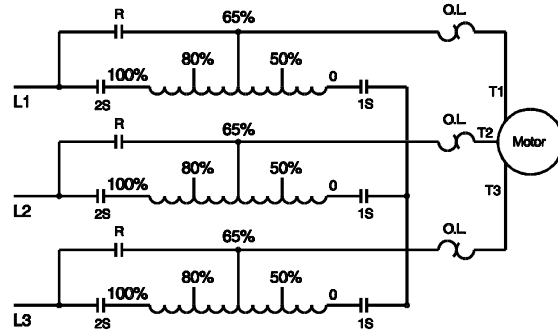 R 65% O.L.
80% 50%
100% 0
L1 2S 1S T1
R 65% O.L.
T2 Motor
80% 50%
100% 0
L2 2S 1S T3
R 65% O.L.
80% 50%
100% 0
L3 2S 1S